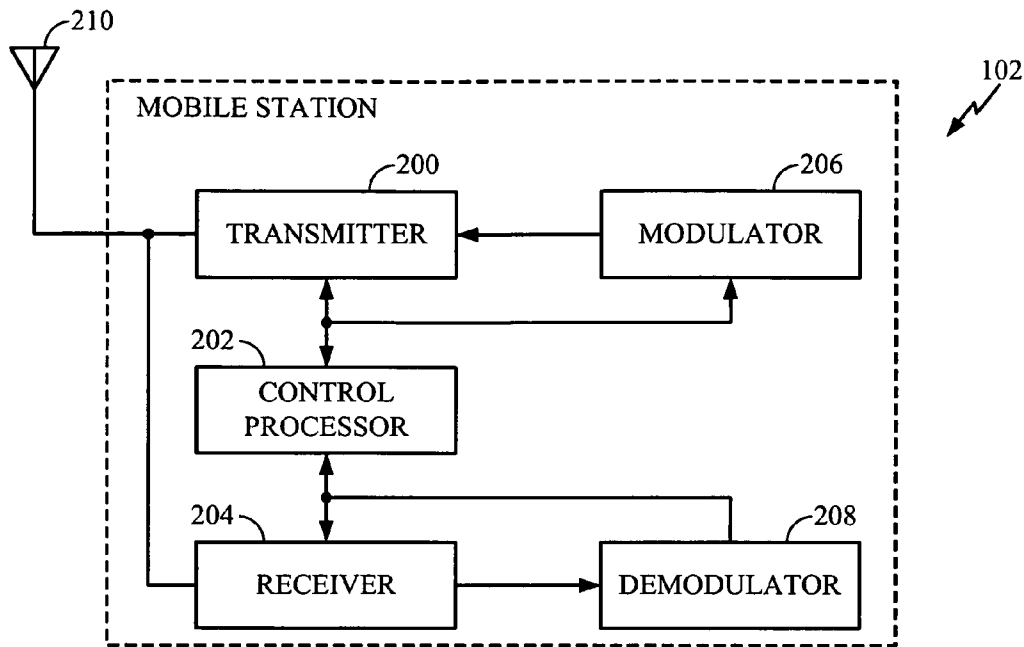 210
102
MOBILE STATION
200
206
TRANSMITTER
MODULATOR
202
CONTROL
PROCESSOR
204
208
RECEIVER
DEMODULATOR